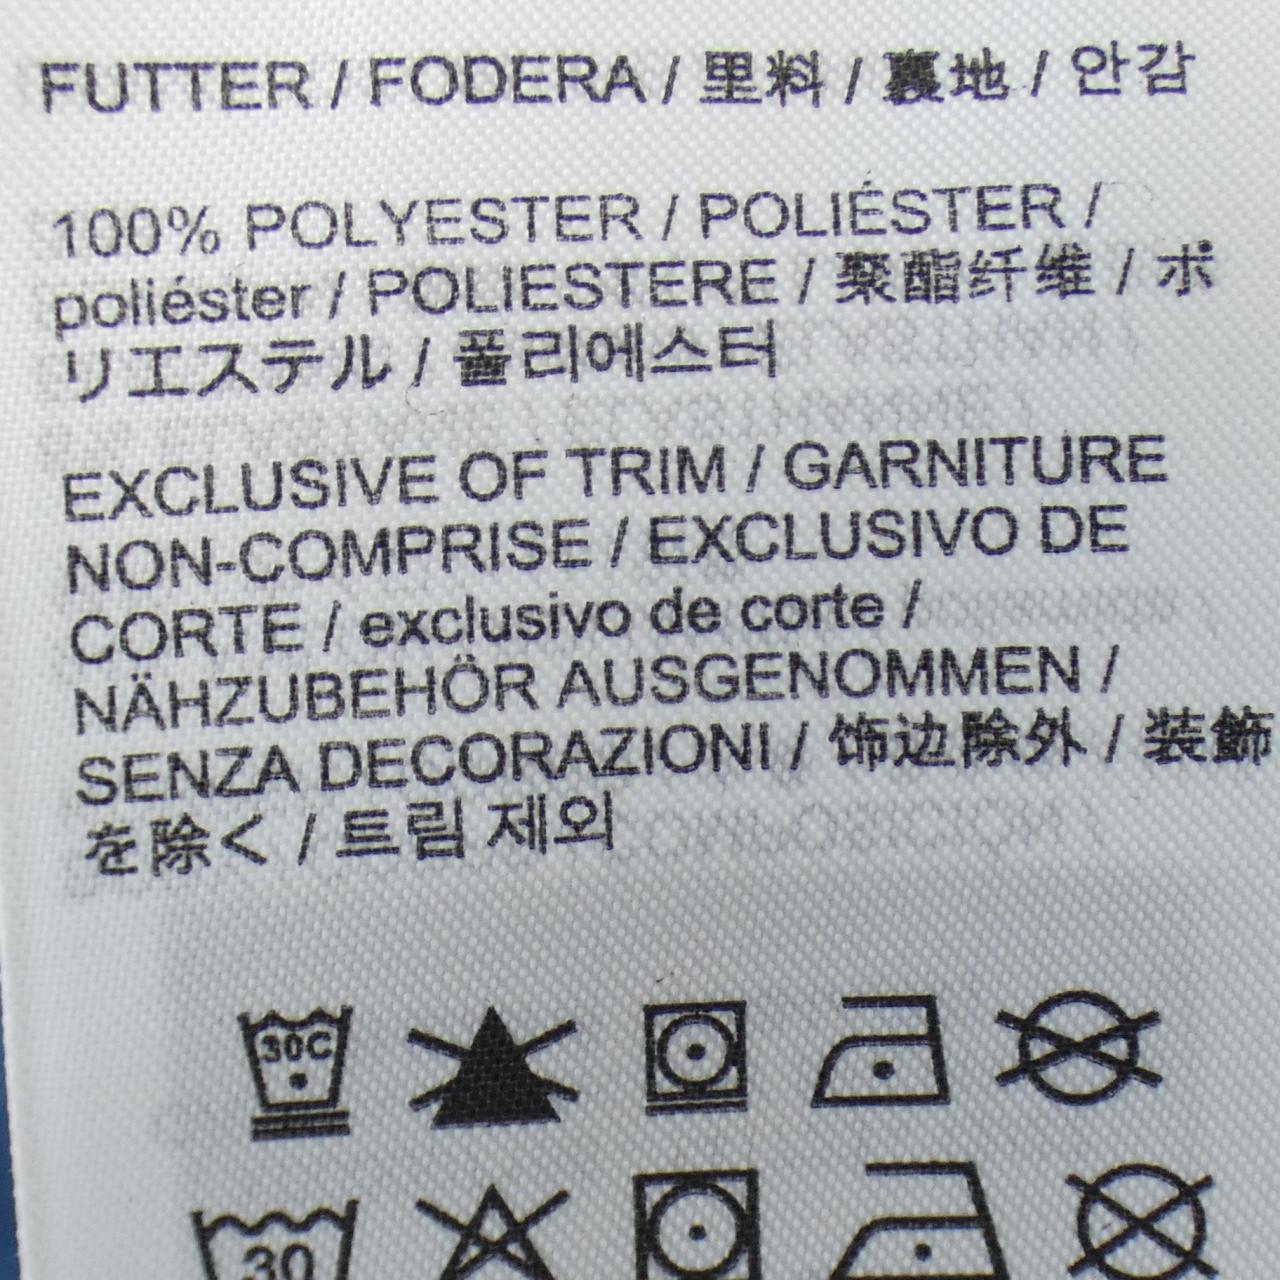 FUTTER / FODERA / 里料 / 裏地 / 안감
100% POLYESTER / POLIÉSTER /
poliéster / POLIESTERE / 聚酯纤维 / ポ
リエステル / 폴리에스터
EXCLUSIVE OF TRIM / GARNITURE
NON-COMPRISE / EXCLUSIVO DE
CORTE / exclusivo de corte /
NÄHZUBEHÖR AUSGENOMMEN /
SENZA DECORAZIONI / 饰边除外 / 装飾
を除く / 트림 제외
30C
30